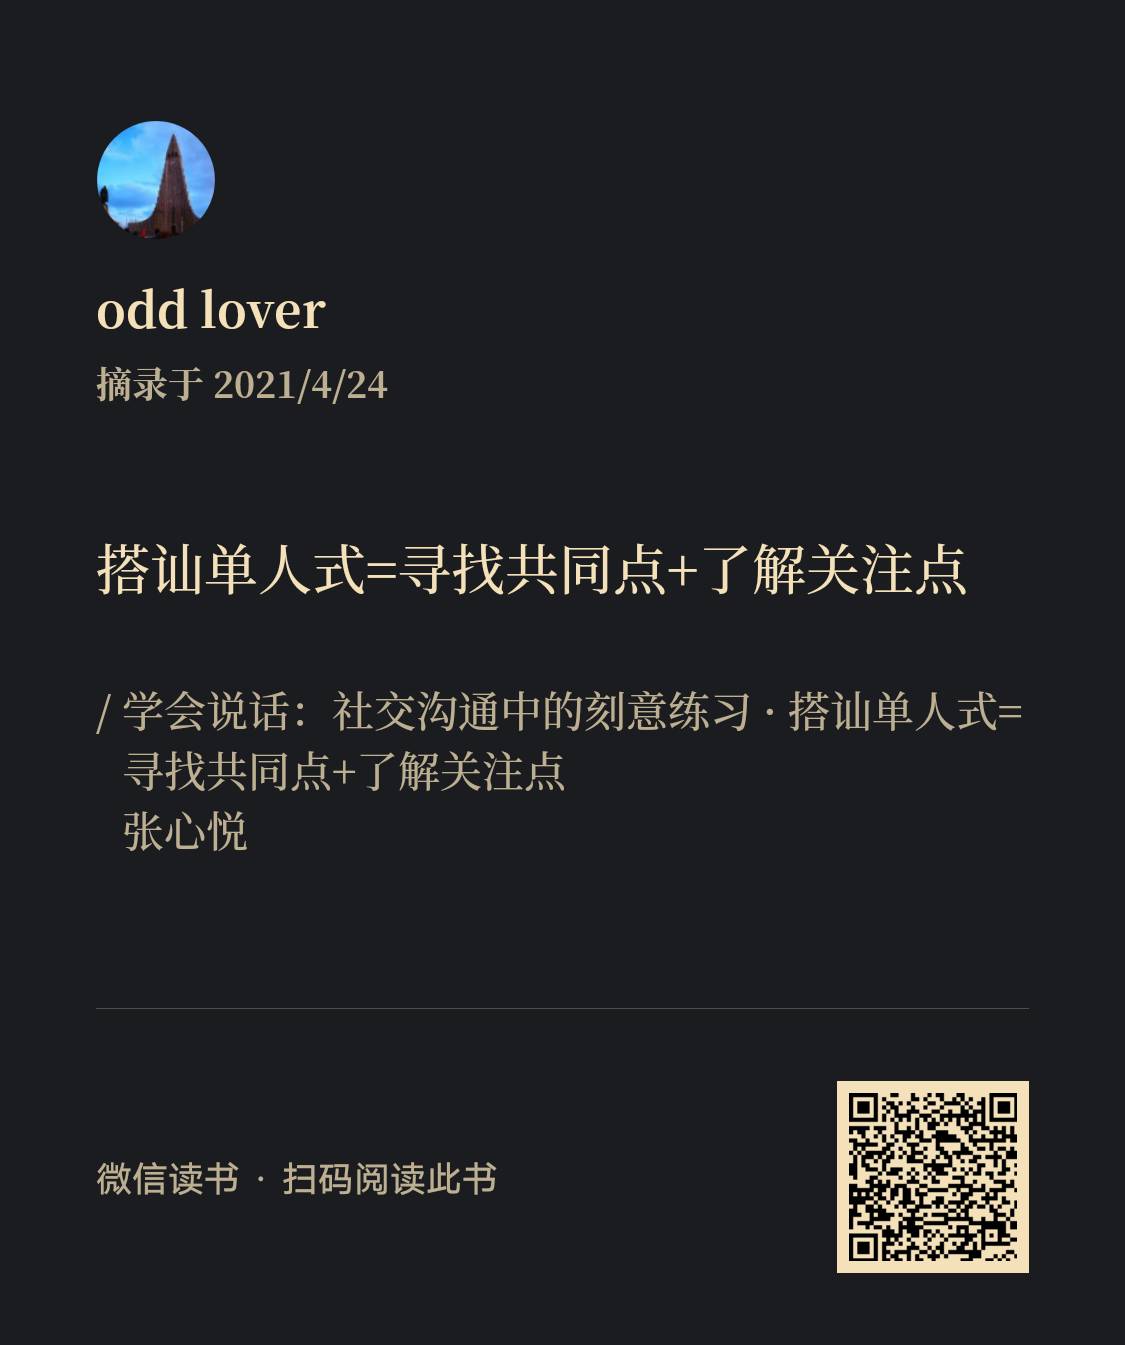 odd lover
摘录于 2021/4/24
搭讪单人式=寻找共同点+了解关注点
/ 学会说话：社交沟通中的刻意练习 · 搭讪单人式=
寻找共同点+了解关注点
张心悦
微信读书 · 扫码阅读此书